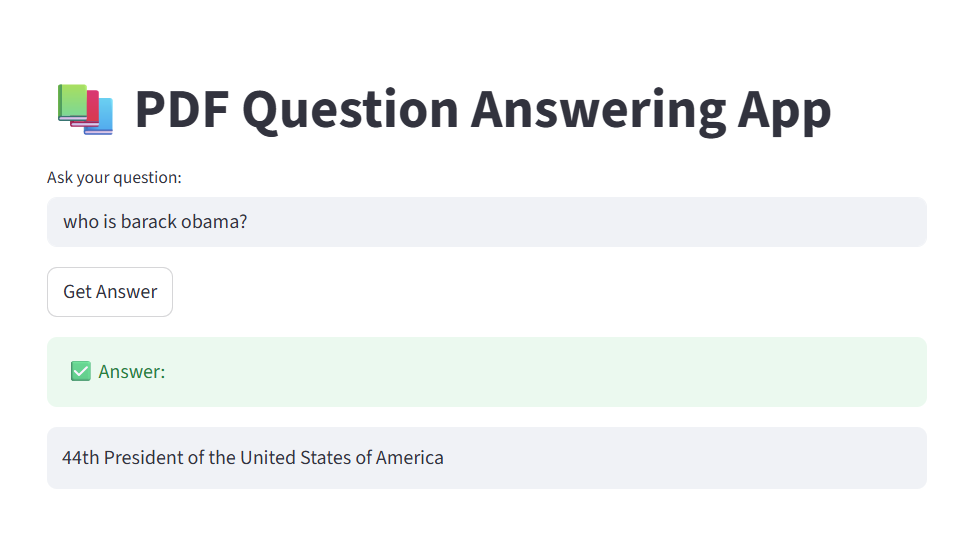 PDF Question Answering App
Ask your question:
who is barack obama?
Get Answer
Answer:
44th President of the United States of America